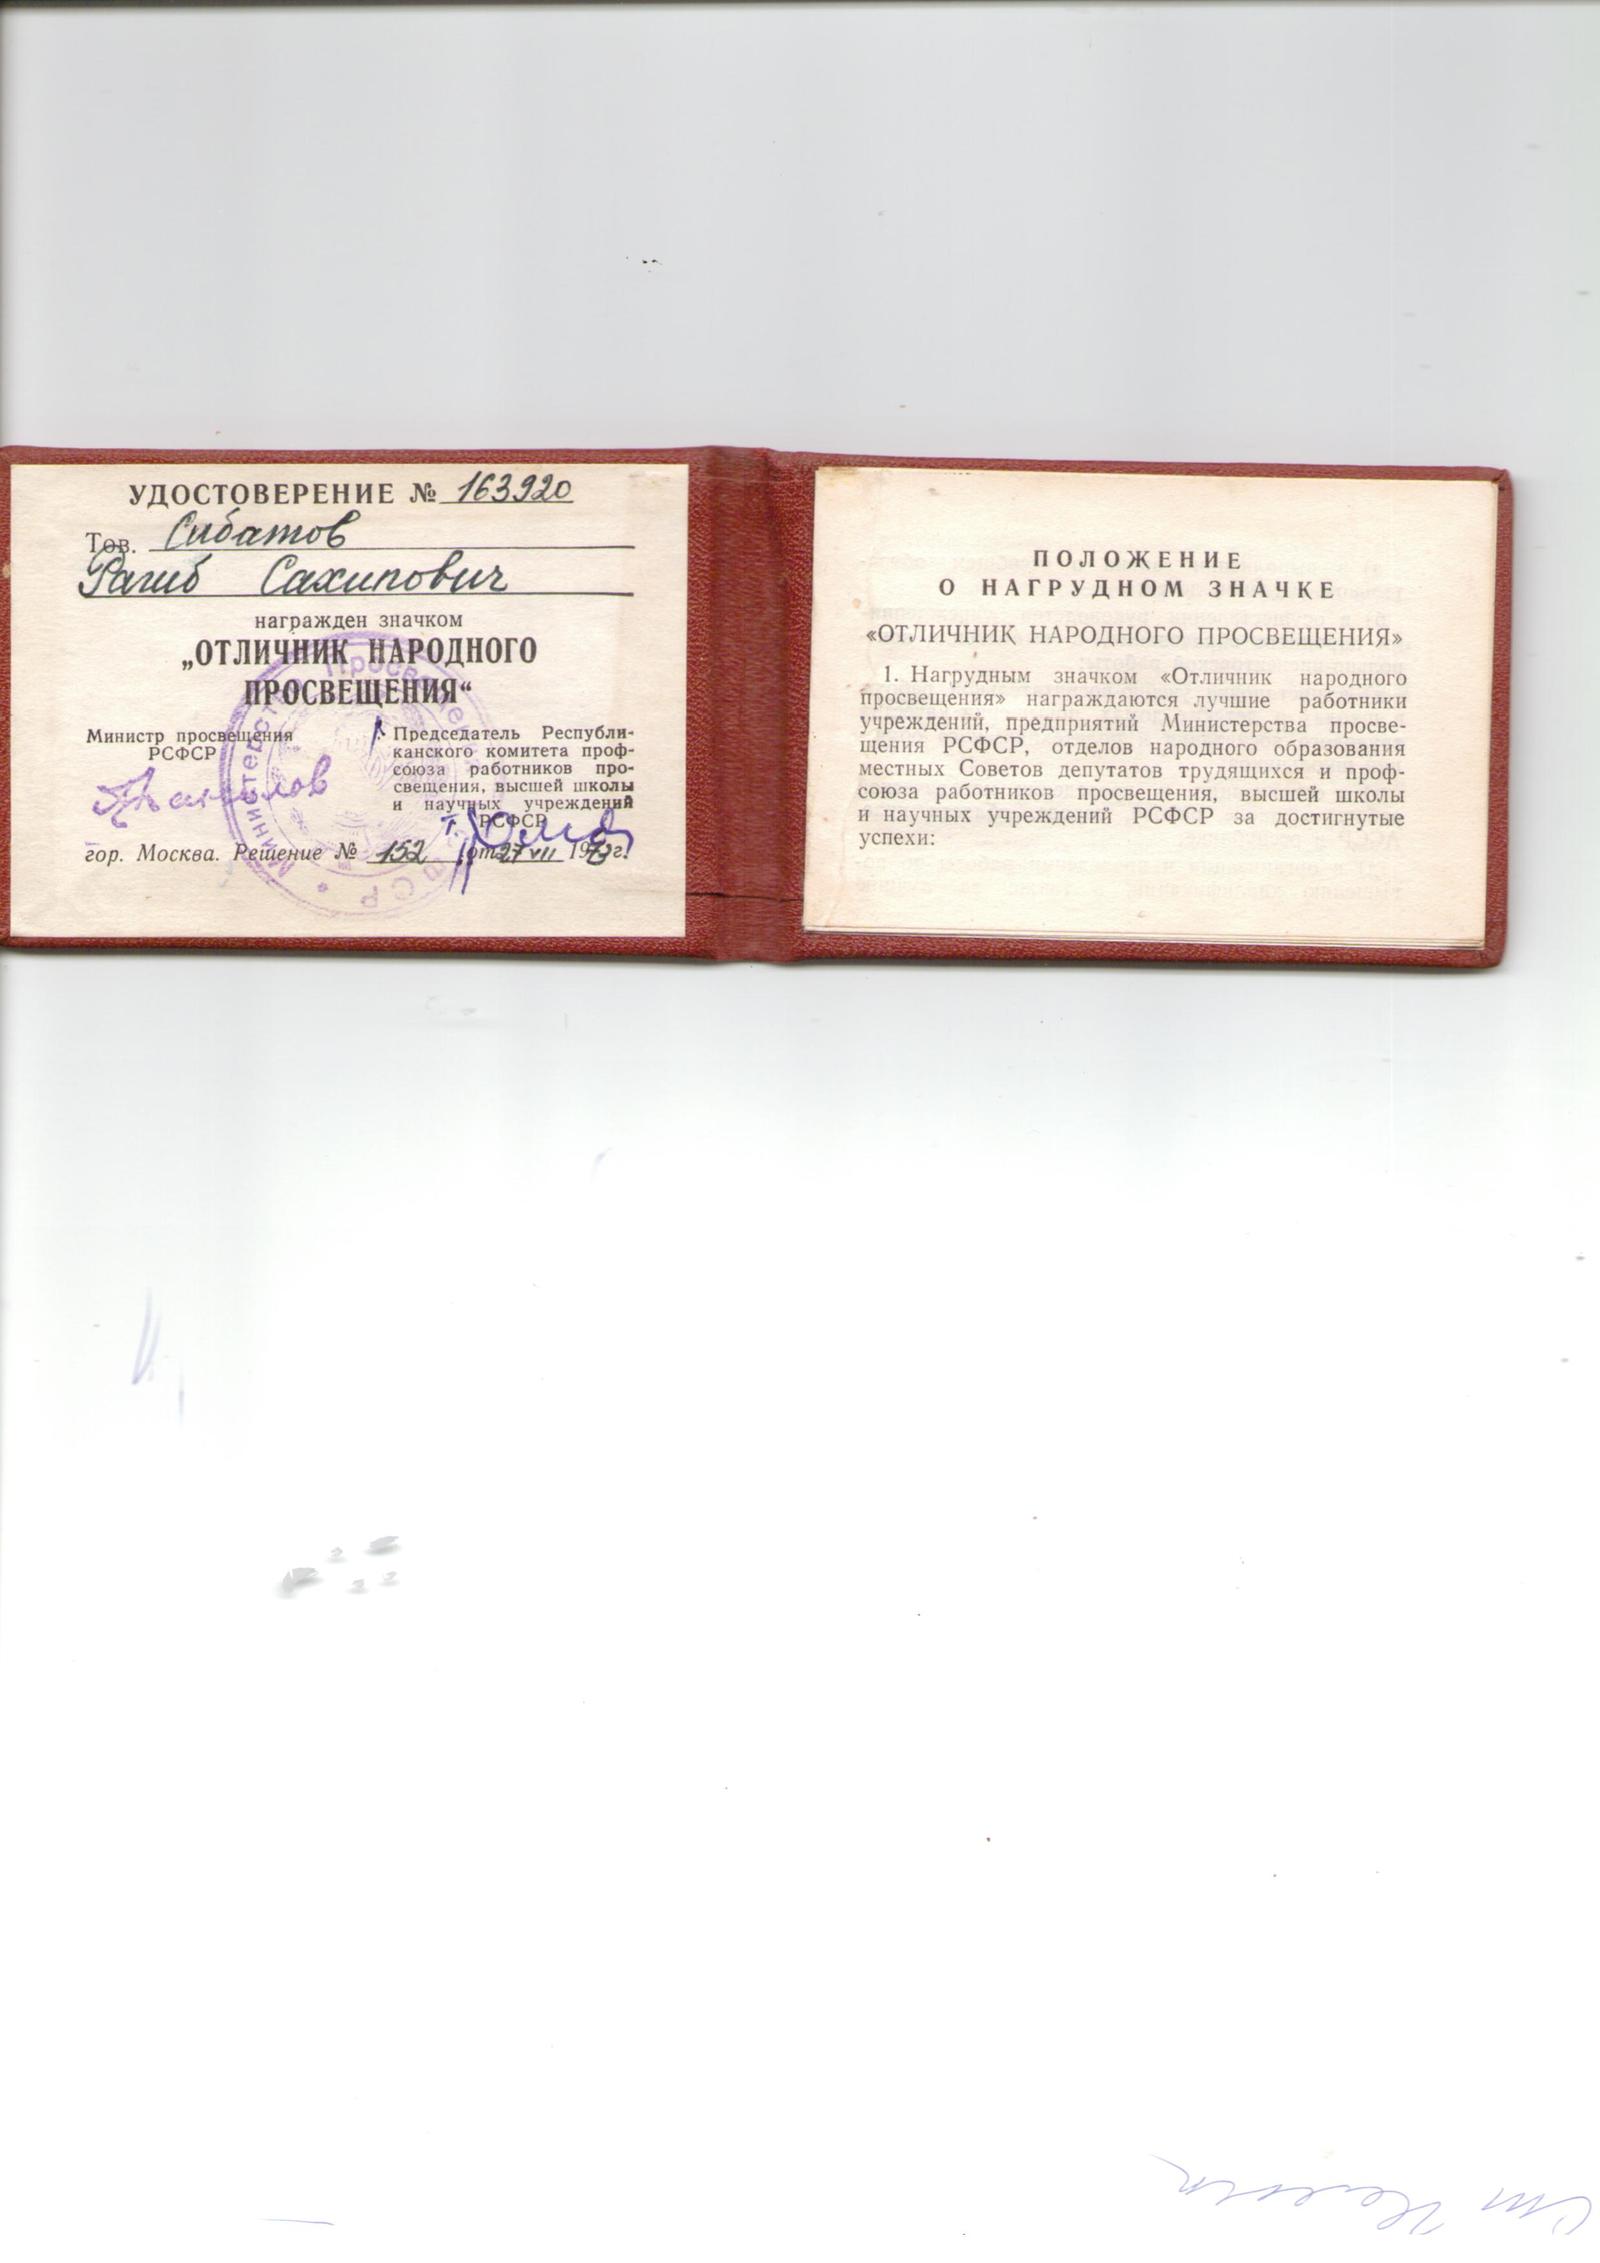 УДОСТОВЕРЕНИЕ № 163920
Тов. Сибатов
Рагиб Сахипович
награжден значком
„ОТЛИЧНИК НАРОДНОГО
ПРОСВЕЩЕНИЯ“
Министр просвещения
РСФСР
Председатель Республи-
канского комитета проф-
союза работников про-
свещения, высшей школы
и научных учреждений
РСФСР
гор. Москва. Решение № 152 от 27 VII 1973г.
ПОЛОЖЕНИЕ
О НАГРУДНОМ ЗНАЧКЕ
«ОТЛИЧНИК НАРОДНОГО ПРОСВЕЩЕНИЯ»
1. Нагрудным значком «Отличник народного
просвещения» награждаются лучшие работники
учреждений, предприятий Министерства просве-
щения РСФСР, отделов народного образования
местных Советов депутатов трудящихся и проф-
союза работников просвещения, высшей школы
и научных учреждений РСФСР за достигнутые
успехи: